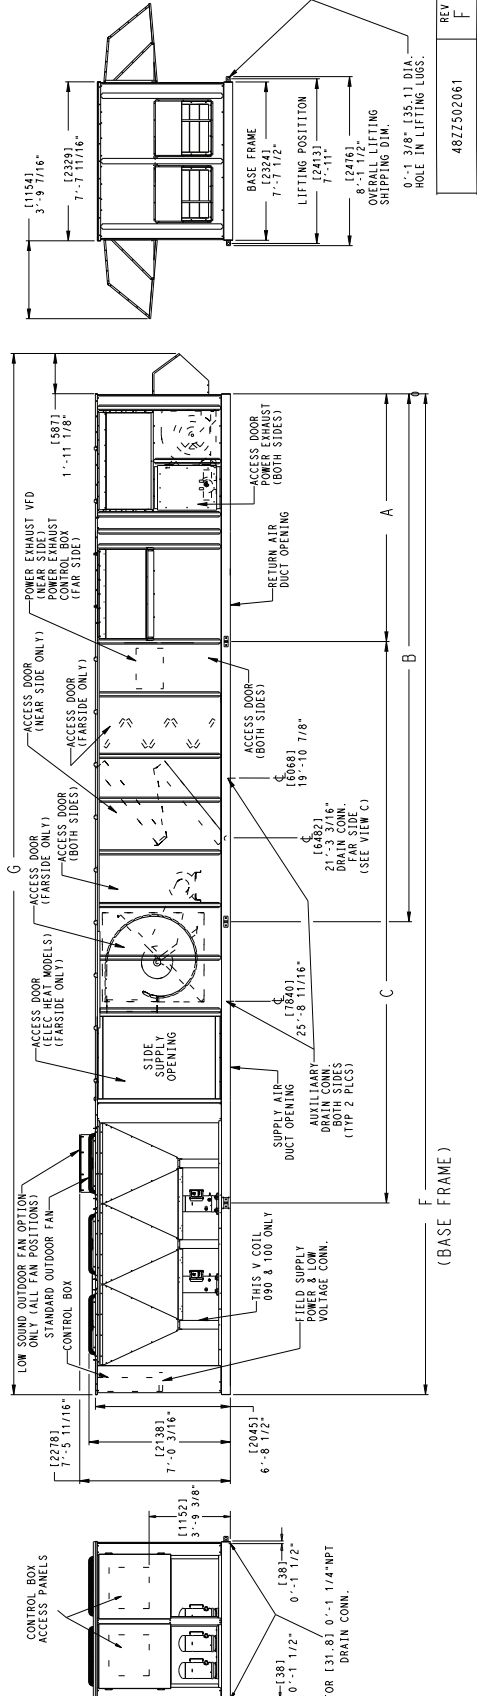 CONTROL BOX
ACCESS PANELS
[1152]
3'-9 3/8"
[38]
0'-1 1/2"
[38]
0'-1 1/2"
FOR [31.8] 0'-1 1/4"NPT
DRAIN CONN.
[2278]
7'-5 11/16"
[2138]
7'-0 3/16"
[2045]
6'-8 1/2"
LOW SOUND OUTDOOR FAN OPTION
ONLY (ALL FAN POSITIONS)
STANDARD OUTDOOR FAN
CONTROL BOX
THIS V COIL
090 & 100 ONLY
FIELD SUPPLY
POWER & LOW
VOLTAGE CONN.
G
ACCESS DOOR
(ELEC HEAT MODELS)
(FARSIDE ONLY)
ACCESS DOOR
(FARSIDE ONLY)
ACCESS DOOR
(BOTH SIDES)
ACCESS DOOR
(NEAR SIDE ONLY)
ACCESS DOOR
(FARSIDE ONLY)
POWER EXHAUST VFD
(NEAR SIDE)
POWER EXHAUST
CONTROL BOX
(FAR SIDE)
[587]
1'-11 1/8"
SIDE
SUPPLY
OPENING
SUPPLY AIR
DUCT OPENING
[7840]
25'-8 11/16"
AUXILIAARY
DRAIN CONN.
BOTH SIDES
(TYP 2 PLCS)
[6482]
21'-3 3/16"
DRAIN CONN.
FAR SIDE
(SEE VIEW C)
[6068]
19'-10 7/8"
ACCESS DOOR
(BOTH SIDES)
RETURN AIR
DUCT OPENING
ACCESS DOOR
POWER EXHAUST
(BOTH SIDES)
A
B
C
F
(BASE FRAME)
[1154]
3'-9 7/16"
[2329]
7'-7 11/16"
BASE FRAME
[2324]
7'-7 1/2"
LIFTING POSITITON
[2413]
7'-11"
[2476]
8'-1 1/2"
OVERALL LIFTING
SHIPPING DIM.
0'-1 3/8" [35.1] DIA.
HOLE IN LIFTING LUGS.
48ZZ502061
REV
F